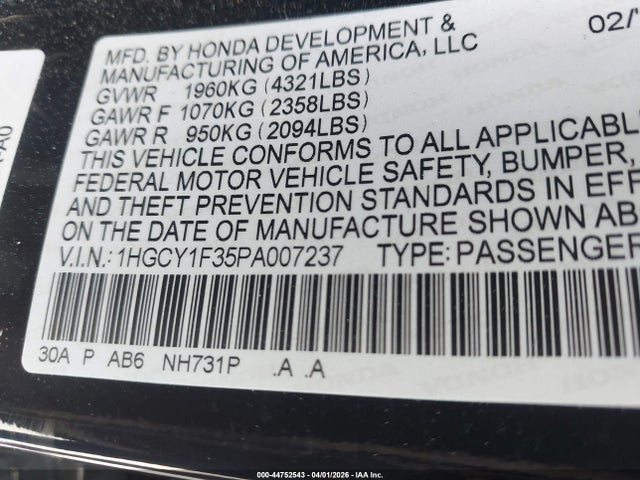 MFD. BY HONDA DEVELOPMENT & 02/
MANUFACTURING OF AMERICA, LLC
GVWR 1960KG (4321LBS)
GAWR F 1070KG (2358LBS)
GAWR R 950KG (2094LBS)
THIS VEHICLE CONFORMS TO ALL APPLICABLE
FEDERAL MOTOR VEHICLE SAFETY, BUMPER,
AND THEFT PREVENTION STANDARDS IN EFF
ON THE DATE OF MANUFACTURE SHOWN AB
V.I.N.: 1HGCY1F35PA007237 TYPE:PASSENGER
30A P AB6 NH731P .A .A
000-44752543 - 04/01/2026 - IAA Inc.